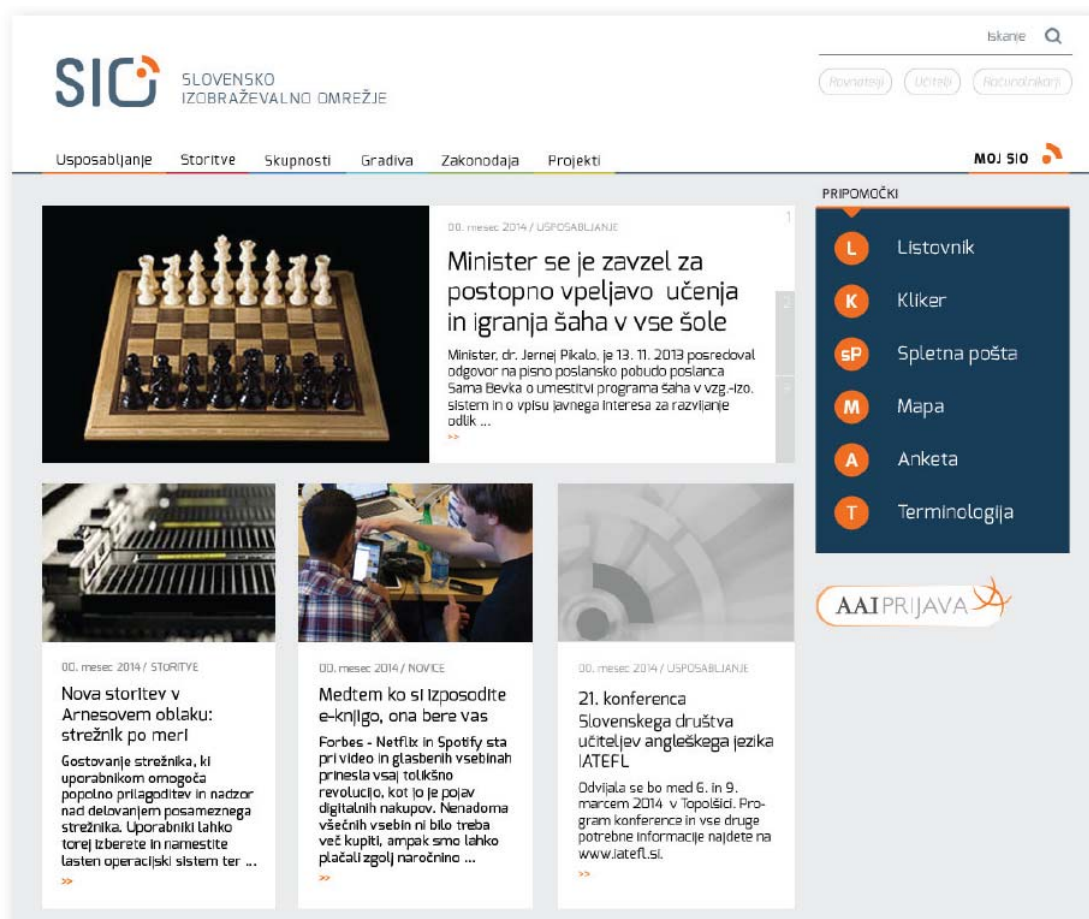 Iskanje
SIO
SLOVENSKO
IZOBRAŽEVALNO OMREŽJE
Ravnatelji Učitelji Računalnikarji
Usposabljanje Storitve Skupnosti Gradiva Zakonodaja Projekti
MOJ SIO
PRIPOMOČKI
L Listovnik
K Kliker
sP Spletna pošta
M Mapa
A Anketa
T Terminologija
AAI PRIJAVA
00. mesec 2014 / USPOSABLJANJE
1
2
3
Minister se je zavzel za
postopno vpeljavo učenja
in igranja šaha v vse šole
Minister, dr. Jernej Pikalo, je 13. 11. 2013 posredoval
odgovor na pisno poslansko pobudo poslanca
Sama Bevka o umestitvi programa šaha v vzg.-izo.
sistem in o vpisu javnega interesa za razvijanje
odlik ...
>>
00. mesec 2014 / STORITVE
Nova storitev v
Arnesovem oblaku:
strežnik po meri
Gostovanje strežnika, ki
uporabnikom omogoča
popolno prilagoditev in nadzor
nad delovanjem posameznega
strežnika. Uporabniki lahko
torej izberete in namestite
lasten operacijski sistem ter ...
>>
00. mesec 2014 / NOVICE
Medtem ko si izposodite
e-knjigo, ona bere vas
Forbes - Netflix in Spotify sta
pri video in glasbenih vsebinah
prinesla vsaj tolikšno
revolucijo, kot jo je pojav
digitalnih nakupov. Nenadoma
všečnih vsebin ni bilo treba
več kupiti, ampak smo lahko
plačali zgolj naročnino ...
>>
00. mesec 2014 / USPOSABLJANJE
21. konferenca
Slovenskega društva
učiteljev angleškega jezika
IATEFL
Odvijala se bo med 6. in 9.
marcem 2014 v Topolšici. Pro-
gram konference in vse druge
potrebne informacije najdete na
www.iatefl.si.
>>